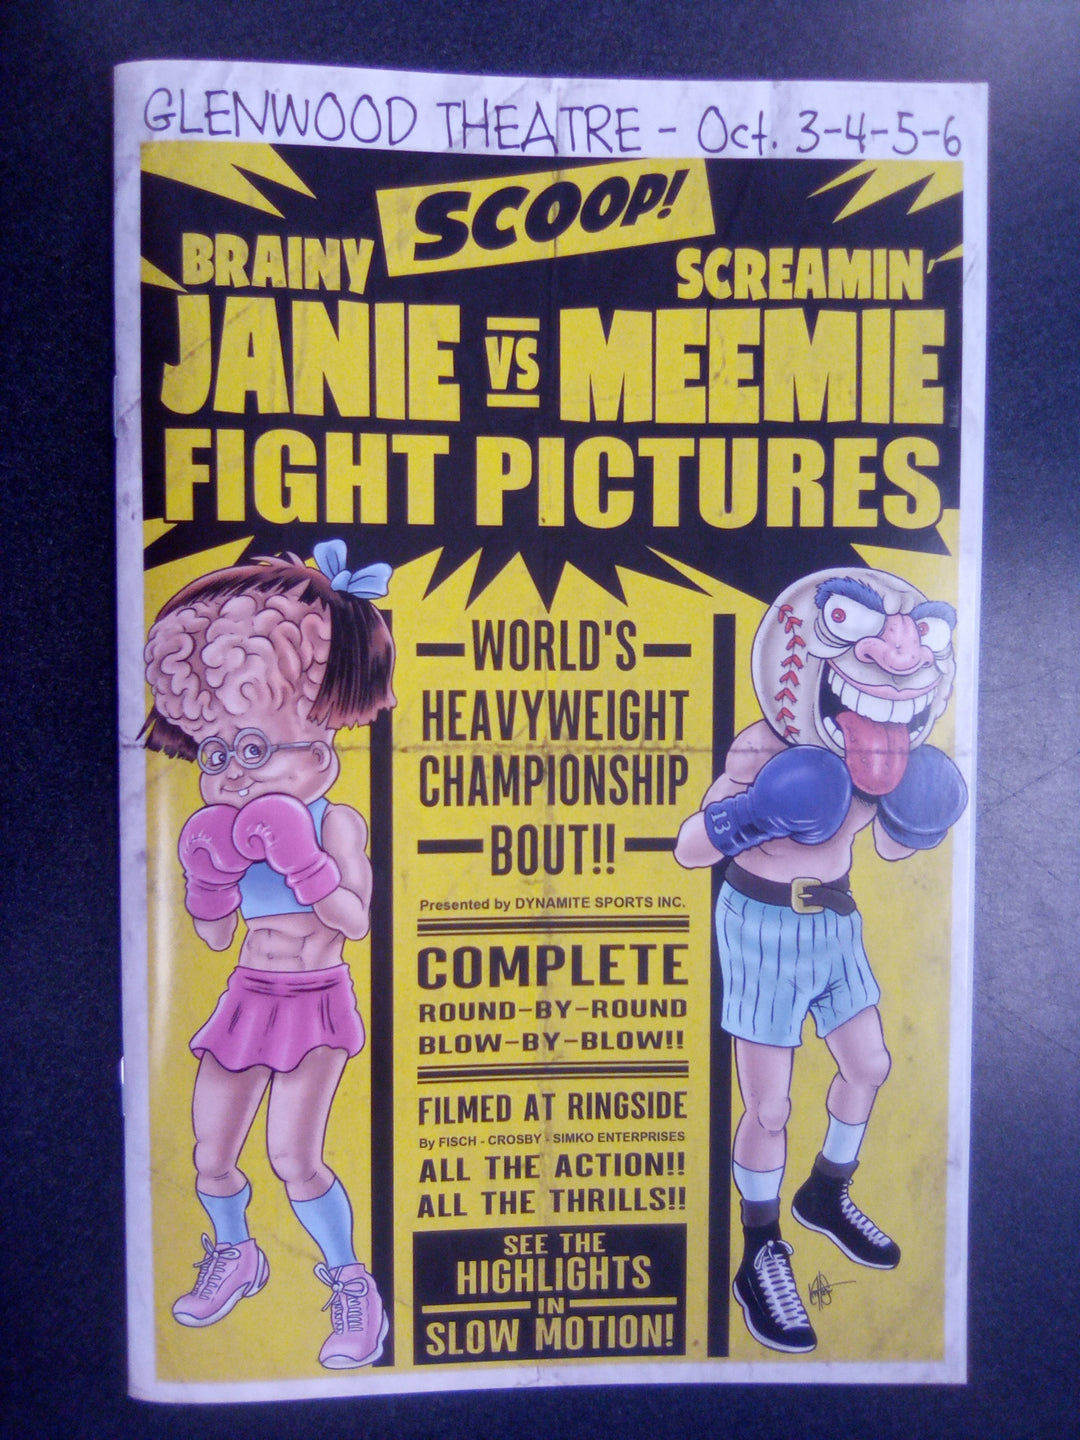 GLENWOOD THEATRE - Oct. 3-4-5-6
SCOOP!
BRAINY SCREAMIN'
JANIE VS MEEMIE
FIGHT PICTURES
WORLD'S
HEAVYWEIGHT
CHAMPIONSHIP
BOUT!!
Presented by DYNAMITE SPORTS INC.
COMPLETE
ROUND-BY-ROUND
BLOW-BY-BLOW!!
FILMED AT RINGSIDE
By FISCH - CROSBY - SIMKO ENTERPRISES
ALL THE ACTION!!
ALL THE THRILLS!!
SEE THE
HIGHLIGHTS
IN
SLOW MOTION!
13